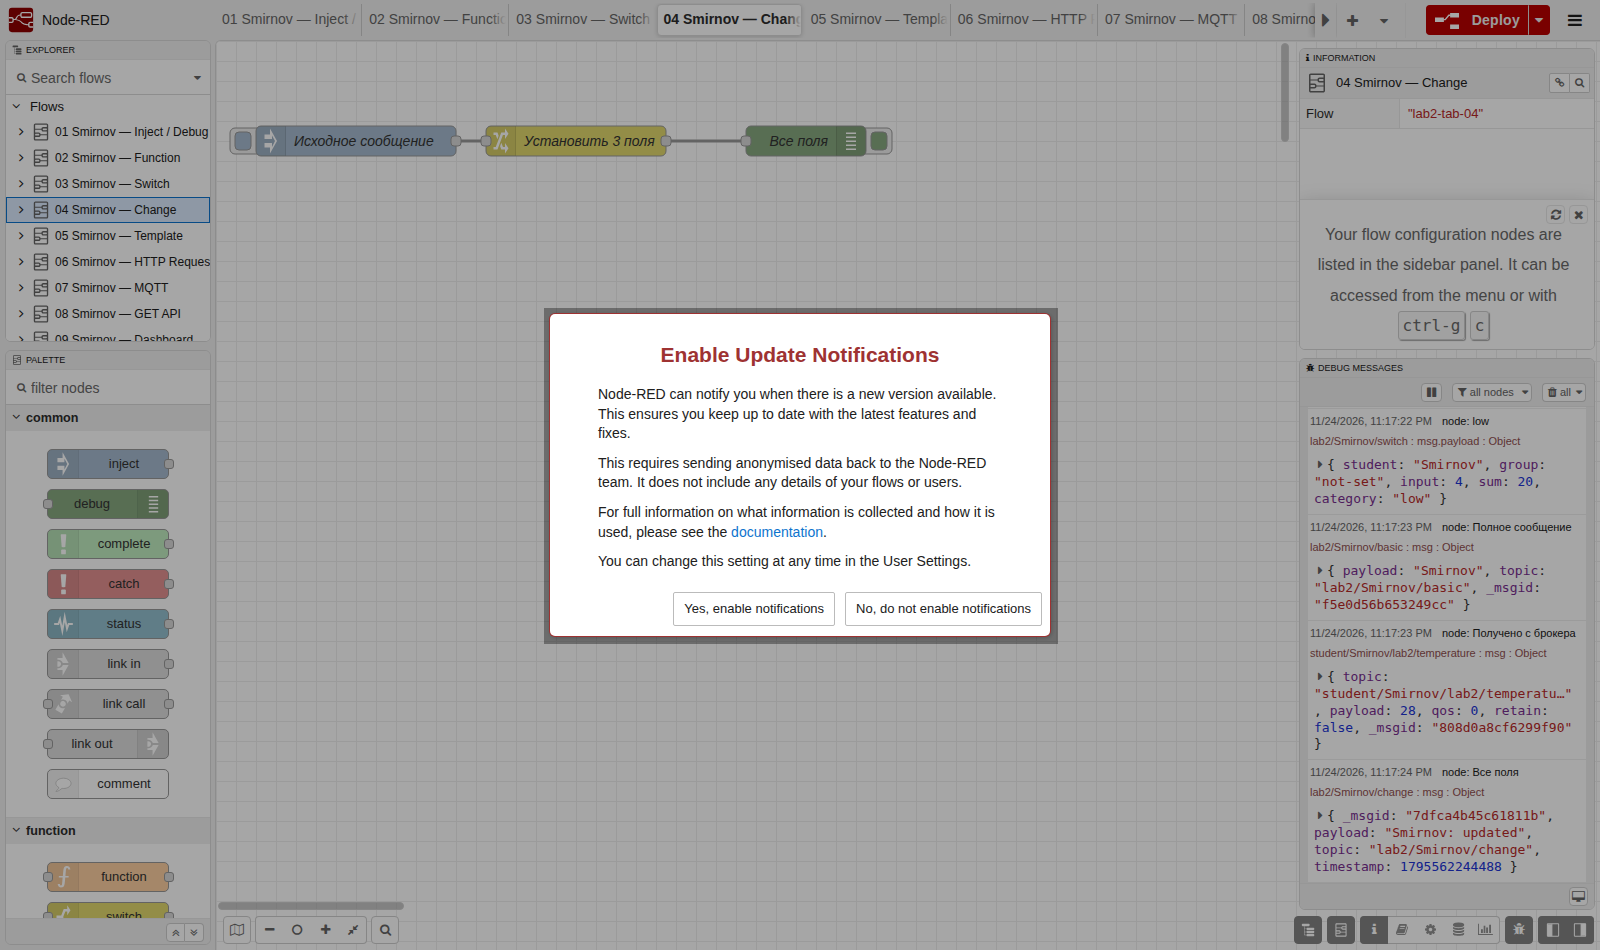 Node-RED
01 Smirnov — Inject /
02 Smirnov — Functi
03 Smirnov — Switch
04 Smirnov — Chang
05 Smirnov — Templa
06 Smirnov — HTTP
07 Smirnov — MQTT
08 Smirno
Deploy
EXPLORER
Search flows
Flows
01 Smirnov — Inject / Debug
02 Smirnov — Function
03 Smirnov — Switch
04 Smirnov — Change
05 Smirnov — Template
06 Smirnov — HTTP Reques
07 Smirnov — MQTT
08 Smirnov — GET API
09 Smirnov — Dashboard
PALETTE
filter nodes
common
inject
debug
complete
catch
status
link in
link call
link out
comment
function
function
switch
Исходное сообщение
Установить 3 поля
Все поля
Enable Update Notifications
Node-RED can notify you when there is a new version available.
This ensures you keep up to date with the latest features and
fixes.
This requires sending anonymised data back to the Node-RED
team. It does not include any details of your flows or users.
For full information on what information is collected and how it is
used, please see the documentation.
You can change this setting at any time in the User Settings.
Yes, enable notifications
No, do not enable notifications
INFORMATION
04 Smirnov — Change
Flow "lab2-tab-04"
Your flow configuration nodes are
listed in the sidebar panel. It can be
accessed from the menu or with
ctrl-g c
DEBUG MESSAGES
all nodes
all
11/24/2026, 11:17:22 PM node: low
lab2/Smirnov/switch : msg.payload : Object
{ student: "Smirnov", group:
"not-set", input: 4, sum: 20,
category: "low" }
11/24/2026, 11:17:23 PM node: Полное сообщение
lab2/Smirnov/basic : msg : Object
{ payload: "Smirnov", topic:
"lab2/Smirnov/basic", _msgid:
"f5e0d56b653249cc" }
11/24/2026, 11:17:23 PM node: Получено с брокера
student/Smirnov/lab2/temperature : msg : Object
{ topic:
"student/Smirnov/lab2/temperatu…"
, payload: 28, qos: 0, retain:
false, _msgid: "808d0a8cf6299f90"
}
11/24/2026, 11:17:24 PM node: Все поля
lab2/Smirnov/change : msg : Object
{ _msgid: "7dfca4b45c61811b",
payload: "Smirnov: updated",
topic: "lab2/Smirnov/change",
timestamp: 1795562244488 }